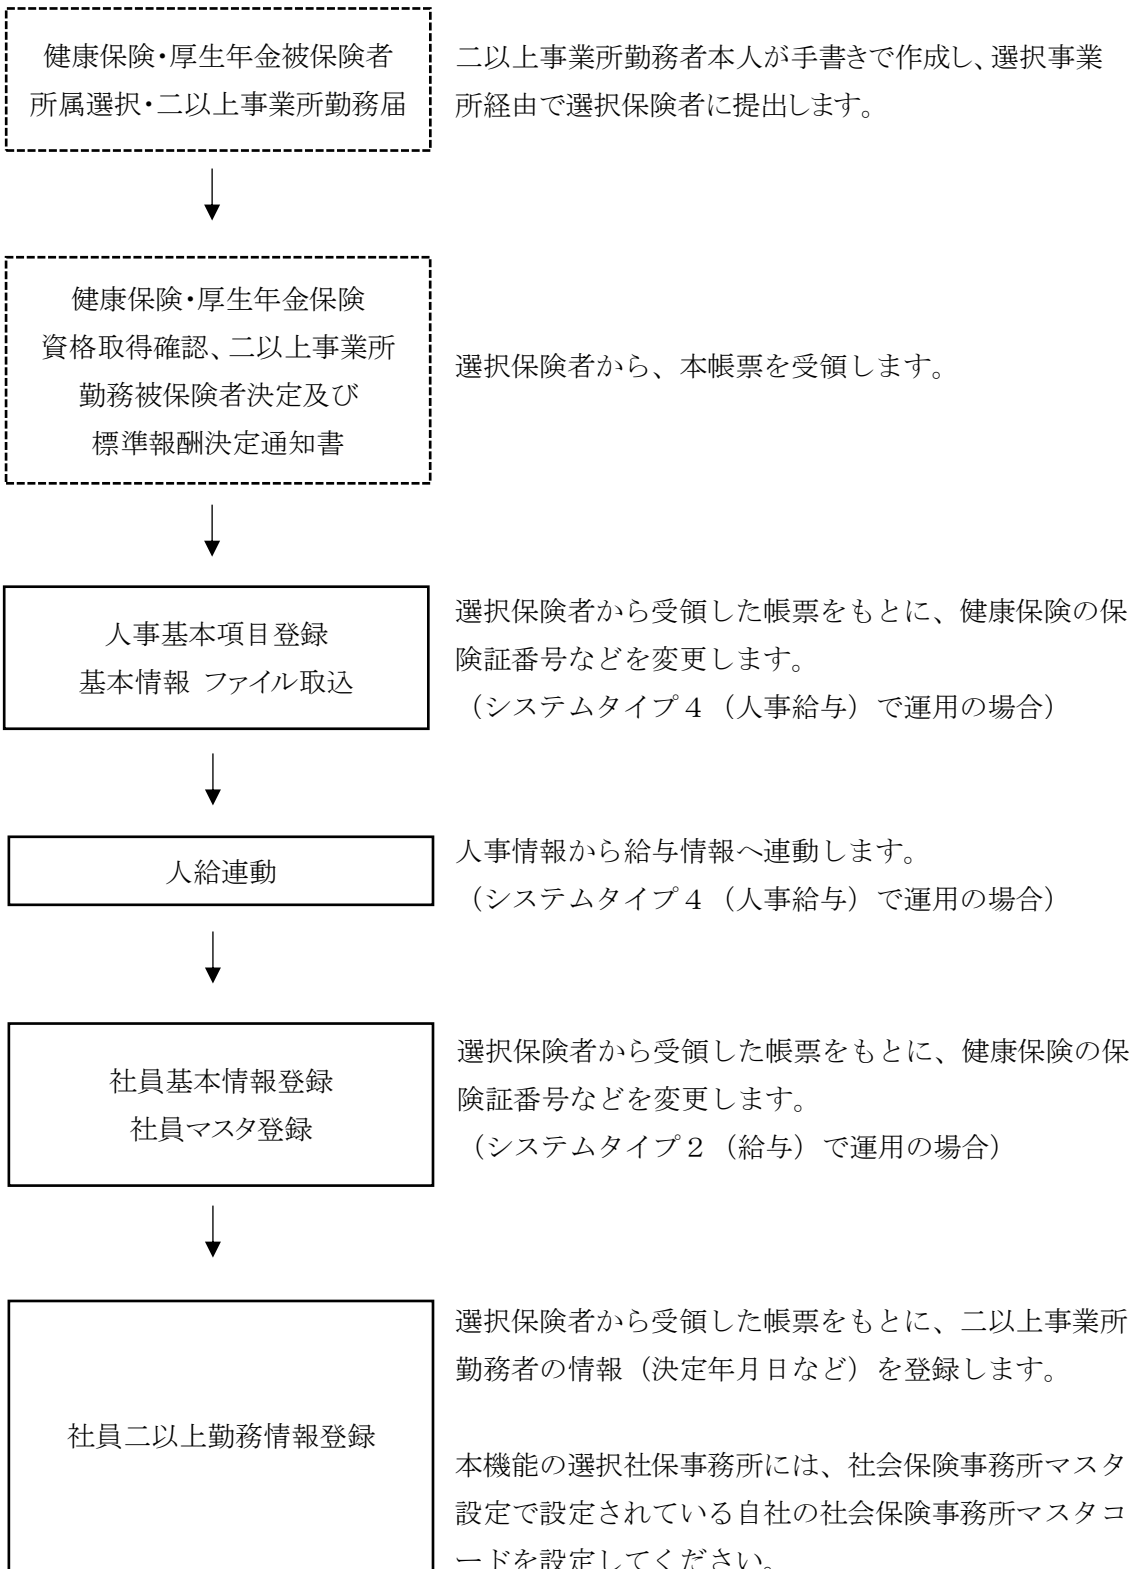 健康保険・厚生年金被保険者
所属選択・二以上事業所勤務届
二以上事業所勤務者本人が手書きで作成し、選択事業
所経由で選択保険者に提出します。
健康保険・厚生年金保険
資格取得確認、二以上事業所
勤務被保険者決定及び
標準報酬決定通知書
選択保険者から、本帳票を受領します。
人事基本項目登録
基本情報 ファイル取込
選択保険者から受領した帳票をもとに、健康保険の保
険証番号などを変更します。
（システムタイプ４（人事給与）で運用の場合）
人給連動
人事情報から給与情報へ連動します。
（システムタイプ４（人事給与）で運用の場合）
社員基本情報登録
社員マスタ登録
選択保険者から受領した帳票をもとに、健康保険の保
険証番号などを変更します。
（システムタイプ２（給与）で運用の場合）
社員二以上勤務情報登録
選択保険者から受領した帳票をもとに、二以上事業所
勤務者の情報（決定年月日など）を登録します。
本機能の選択社保事務所には、社会保険事務所マスタ
設定で設定されている自社の社会保険事務所マスタコ
ードを設定してください。